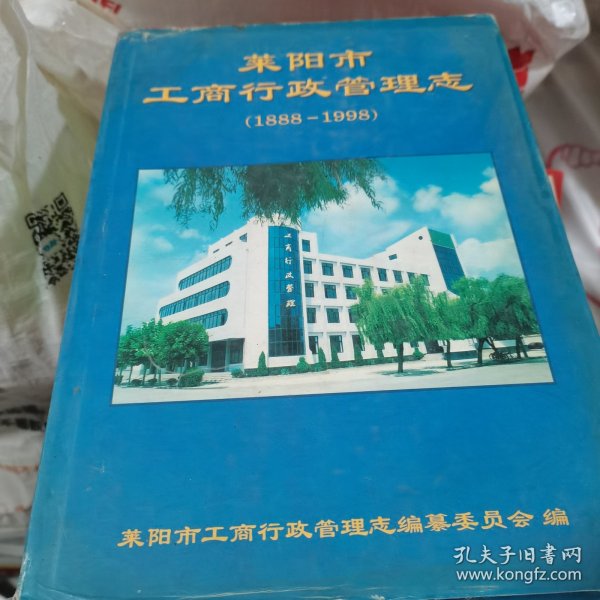 莱阳市
工商行政管理志
(1888-1998)
工商行政管理
莱阳市工商行政管理志编纂委员会 编
孔夫子旧书网
www.kongfz.com